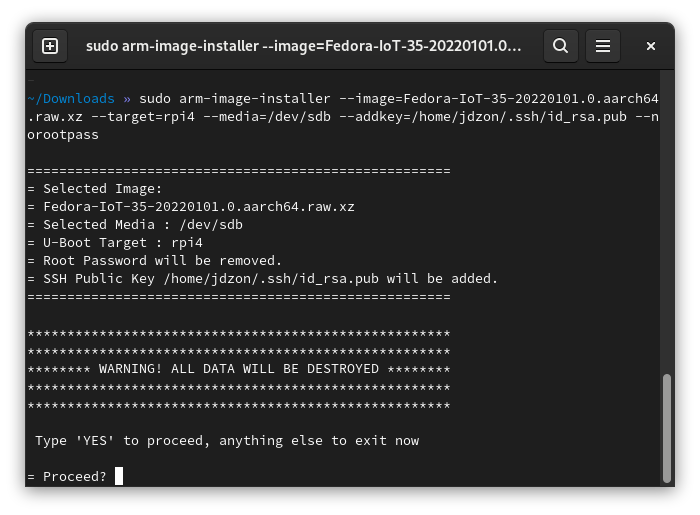 sudo arm-image-installer --image=Fedora-IoT-35-20220101.0…
~/Downloads » sudo arm-image-installer --image=Fedora-IoT-35-20220101.0.aarch64
.raw.xz --target=rpi4 --media=/dev/sdb --addkey=/home/jdzon/.ssh/id_rsa.pub --n
orootpass
=====================================================
= Selected Image:
= Fedora-IoT-35-20220101.0.aarch64.raw.xz
= Selected Media : /dev/sdb
= U-Boot Target : rpi4
= Root Password will be removed.
= SSH Public Key /home/jdzon/.ssh/id_rsa.pub will be added.
=====================================================
*****************************************************
*****************************************************
******** WARNING! ALL DATA WILL BE DESTROYED ********
*****************************************************
*****************************************************
Type 'YES' to proceed, anything else to exit now
= Proceed?